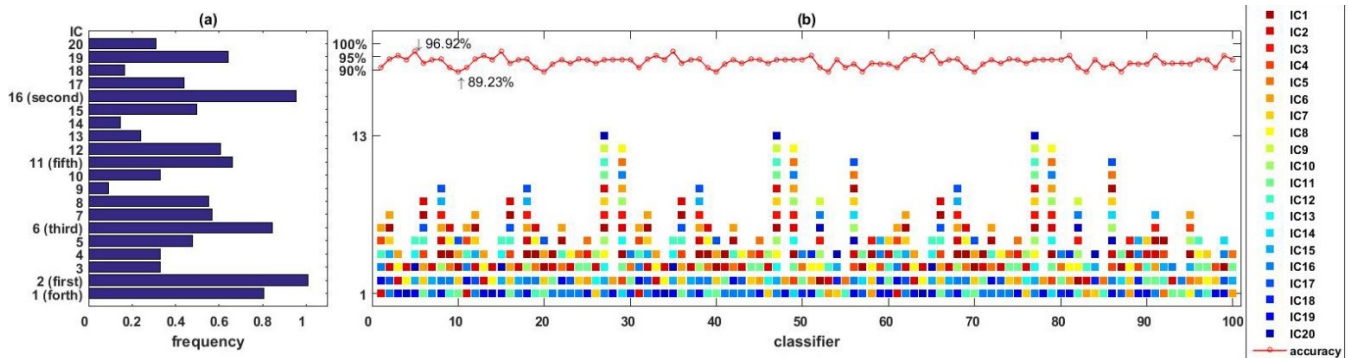 (a)
IC
20
19
18
17
16 (second)
15
14
13
12
11 (fifth)
10
9
8
7
6 (third)
5
4
3
2 (first)
1 (forth)
0 0.2 0.4 0.6 0.8 1
frequency
(b)
100%
95%
90%
13
1
↓ 96.92%
↑ 89.23%
0 10 20 30 40 50 60 70 80 90 100
classifier
IC1
IC2
IC3
IC4
IC5
IC6
IC7
IC8
IC9
IC10
IC11
IC12
IC13
IC14
IC15
IC16
IC17
IC18
IC19
IC20
accuracy